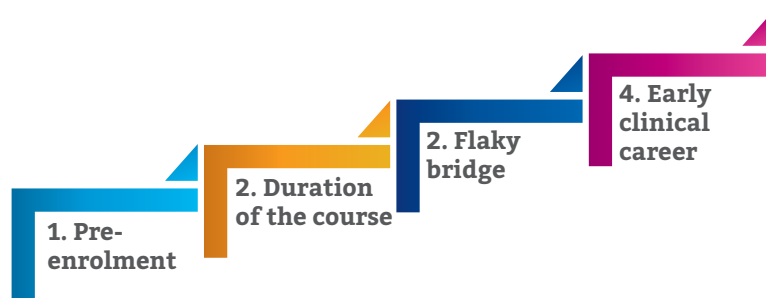 1. Pre-
enrolment
2. Duration
of the course
2. Flaky
bridge
4. Early
clinical
career